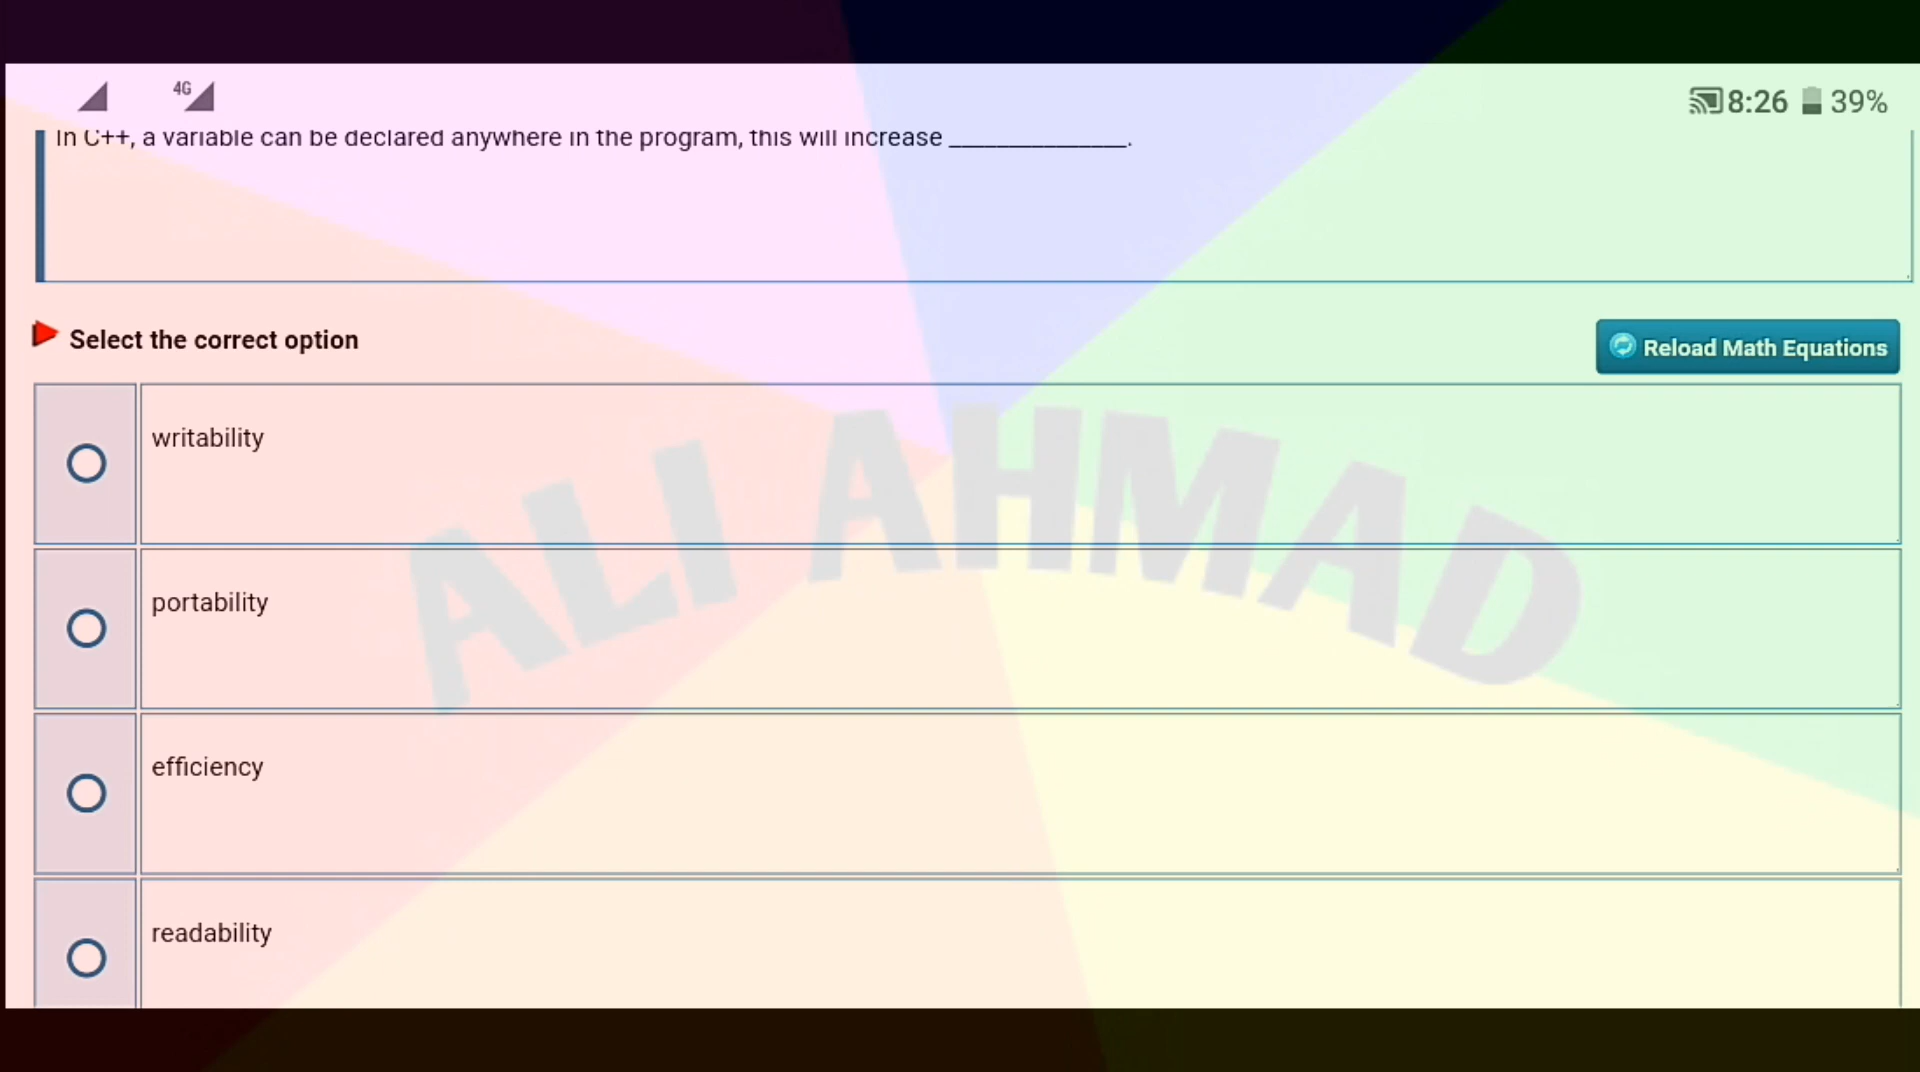 4G
8:26 39%
In C++, a variable can be declared anywhere in the program, this will increase _______________.
Select the correct option
Reload Math Equations
writability
portability
efficiency
readability
ALI AHMAD